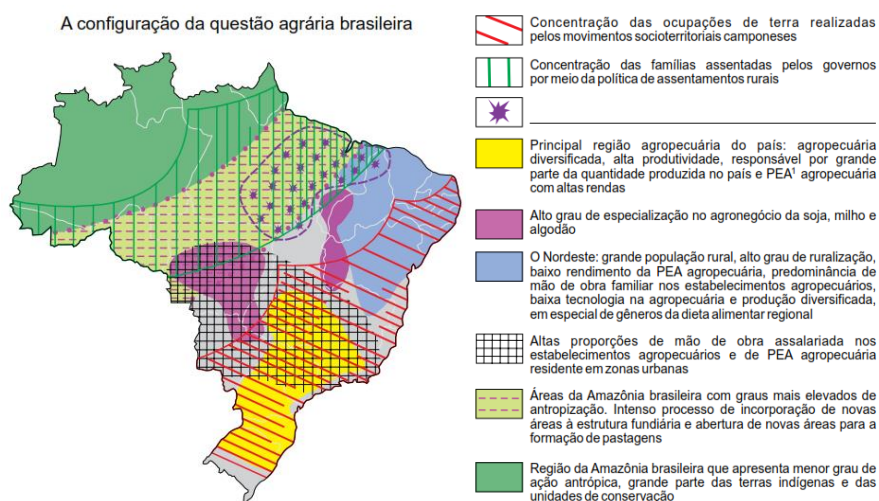 A configuração da questão agrária brasileira
Concentração das ocupações de terra realizadas
pelos movimentos socioterritoriais camponeses
Concentração das famílias assentadas pelos governos
por meio da política de assentamentos rurais
Principal região agropecuária do país: agropecuária
diversificada, alta produtividade, responsável por grande
parte da quantidade produzida no país e PEA¹ agropecuária
com altas rendas
Alto grau de especialização no agronegócio da soja, milho e
algodão
O Nordeste: grande população rural, alto grau de ruralização,
baixo rendimento da PEA agropecuária, predominância de
mão de obra familiar nos estabelecimentos agropecuários,
baixa tecnologia na agropecuária e produção diversificada,
em especial de gêneros da dieta alimentar regional
Altas proporções de mão de obra assalariada nos
estabelecimentos agropecuários e de PEA agropecuária
residente em zonas urbanas
Áreas da Amazônia brasileira com graus mais elevados de
antropização. Intenso processo de incorporação de novas
áreas à estrutura fundiária e abertura de novas áreas para a
formação de pastagens
Região da Amazônia brasileira que apresenta menor grau de
ação antrópica, grande parte das terras indígenas e das
unidades de conservação